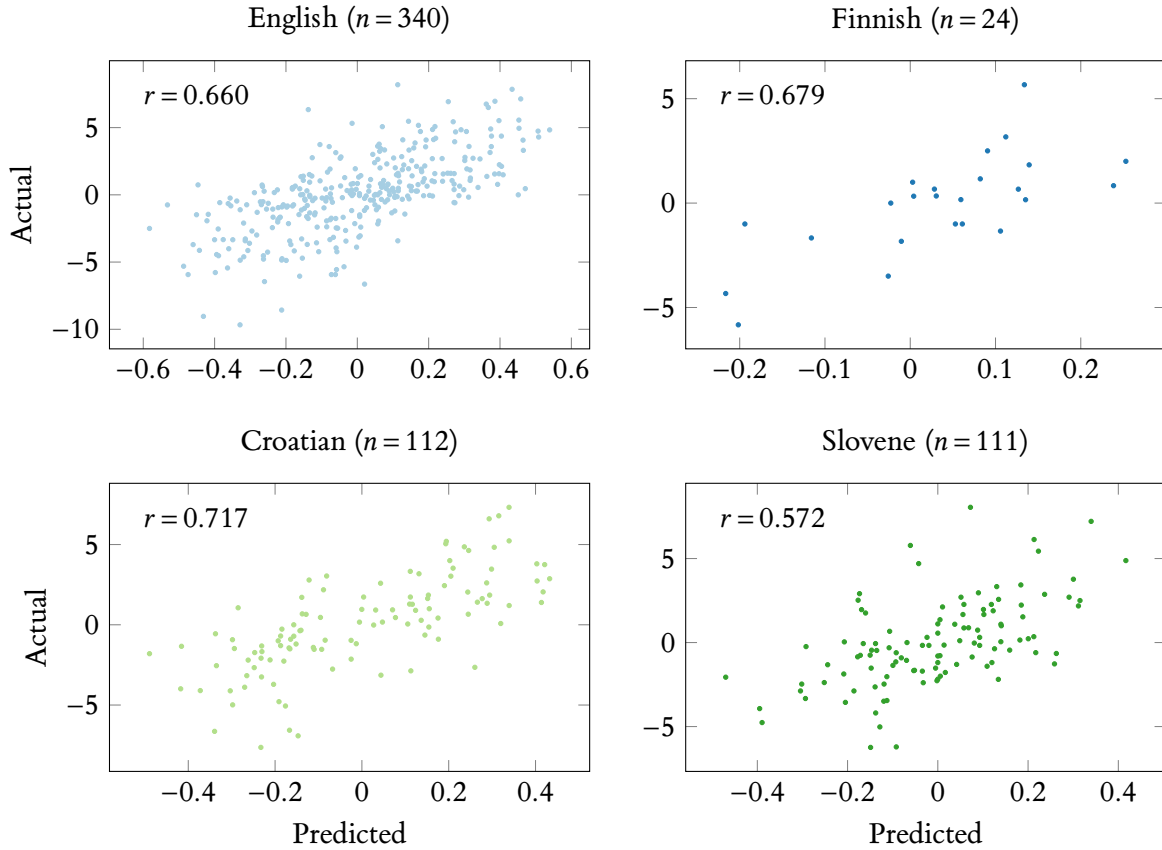 English (n = 340)
r = 0.660
Actual
5
0
−5
−10
−0.6 −0.4 −0.2 0 0.2 0.4 0.6
Finnish (n = 24)
r = 0.679
5
0
−5
−0.2 −0.1 0 0.1 0.2
Croatian (n = 112)
r = 0.717
Actual
5
0
−5
−0.4 −0.2 0 0.2 0.4
Predicted
Slovene (n = 111)
r = 0.572
5
0
−5
−0.4 −0.2 0 0.2 0.4
Predicted